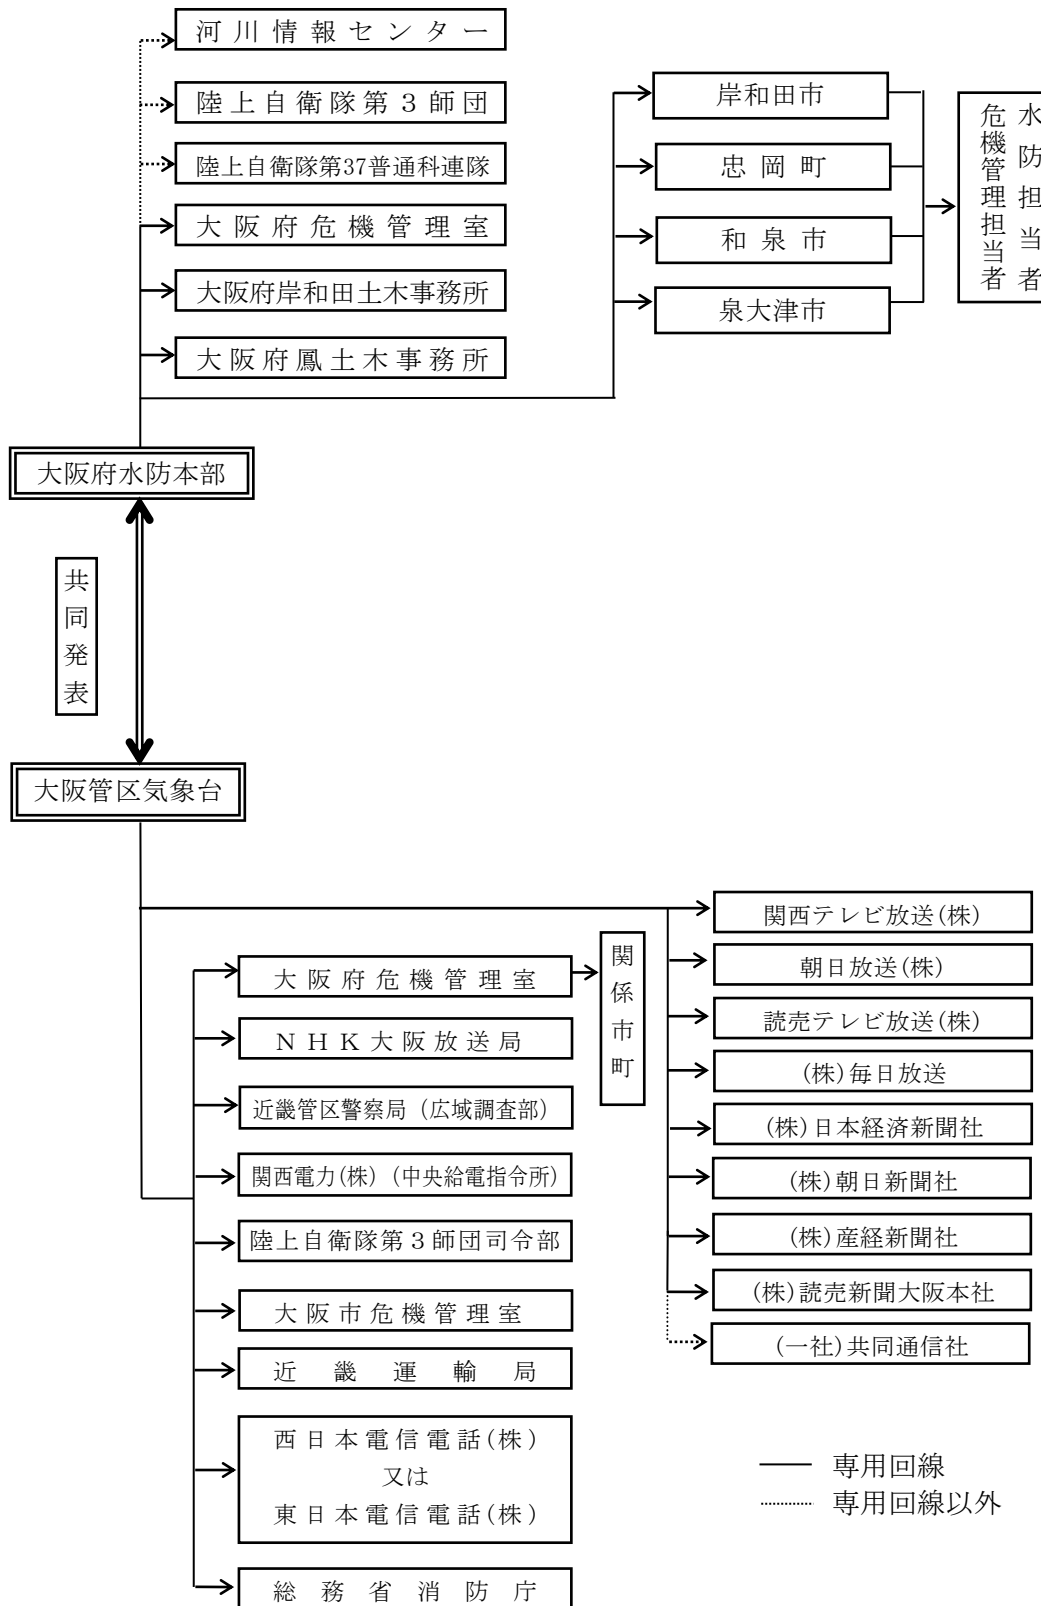 河川情報センター
陸上自衛隊第３師団
陸上自衛隊第37普通科連隊
大阪府危機管理室
大阪府岸和田土木事務所
大阪府鳳土木事務所
岸和田市
忠岡町
和泉市
泉大津市
水防担当者
危機管理担当者
大阪府水防本部
共同発表
大阪管区気象台
関西テレビ放送(株)
朝日放送(株)
読売テレビ放送(株)
(株)毎日放送
(株)日本経済新聞社
(株)朝日新聞社
(株)産経新聞社
(株)読売新聞大阪本社
(一社)共同通信社
大阪府危機管理室
関係市町
ＮＨＫ大阪放送局
近畿管区警察局（広域調査部）
関西電力(株)（中央給電指令所）
陸上自衛隊第３師団司令部
大阪市危機管理室
近畿運輸局
西日本電信電話(株)
又は
東日本電信電話(株)
総務省消防庁
専用回線
専用回線以外